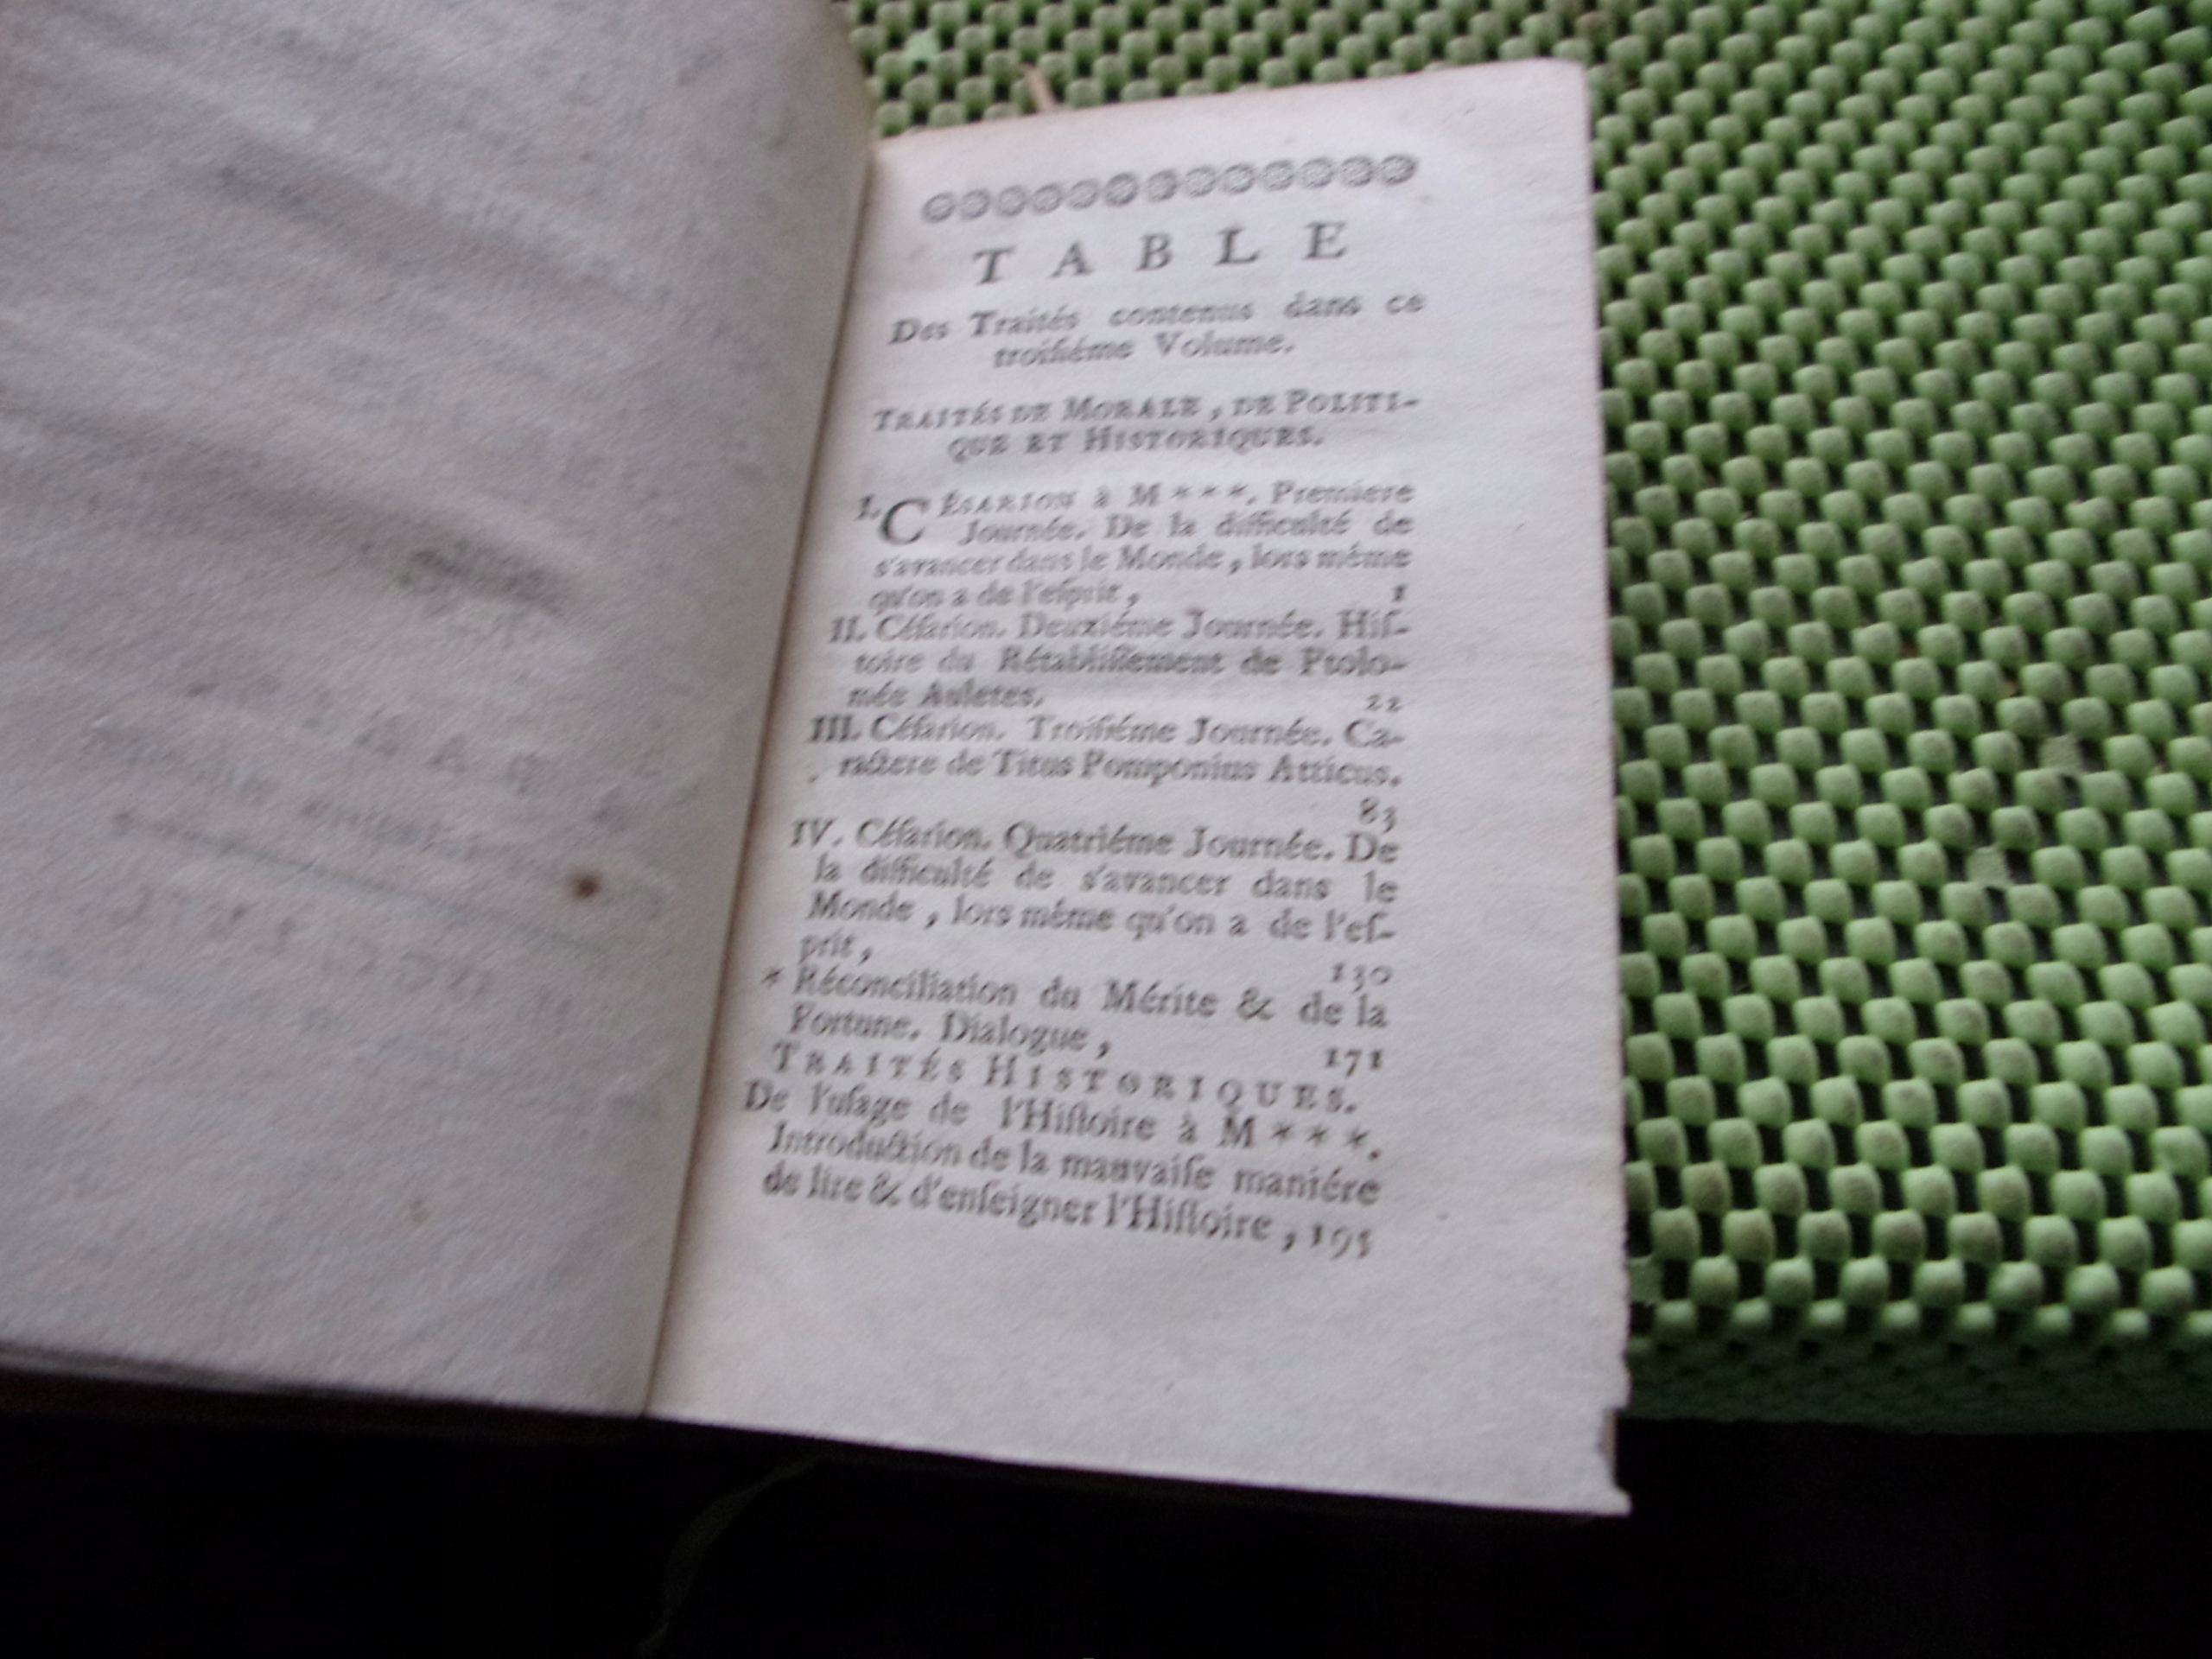 TABLE
Des Traités contenus dans ce
troiſiéme Volume.
TRAITÉS DE MORALE, DE POLITI-
QUE ET HISTORIQUES.
I. CÉSARION à M***. Premiere
Journée. De la difficulté de
s'avancer dans le Monde, lors même
qu'on a de l'eſprit, 1
II. Céſarion. Deuxiéme Journée. Hiſ-
toire du Rétabliſſement de Ptolo-
mée Auletes. 22
III. Céſarion. Troiſiéme Journée. Ca-
ractere de Titus Pomponius Atticus.
83
IV. Céſarion. Quatriéme Journée. De
la difficulté de s'avancer dans le
Monde, lors même qu'on a de l'eſ-
prit, 130
* Réconciliation du Mérite & de la
Fortune. Dialogue, 171
TRAITÉS HISTORIQUES.
De l'uſage de l'Hiſtoire à M***.
Introduction de la mauvaiſe maniére
de lire & d'enſeigner l'Hiſtoire, 195